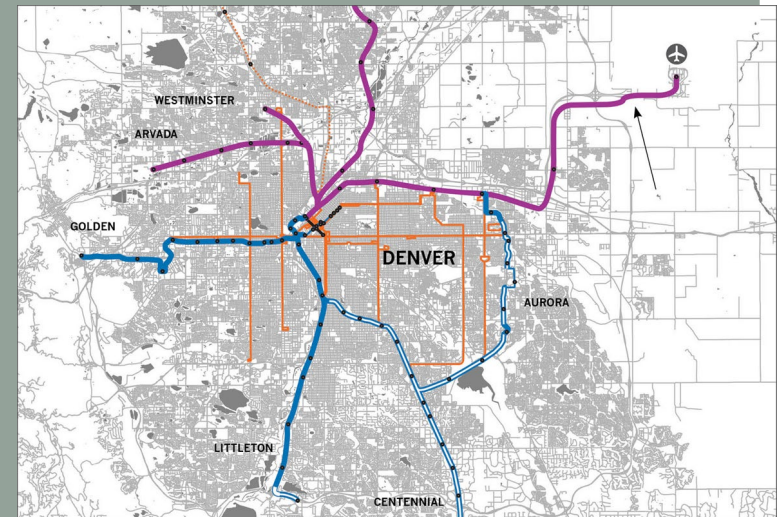 WESTMINSTER
ARVADA
GOLDEN
DENVER
AURORA
LITTLETON
CENTENNIAL